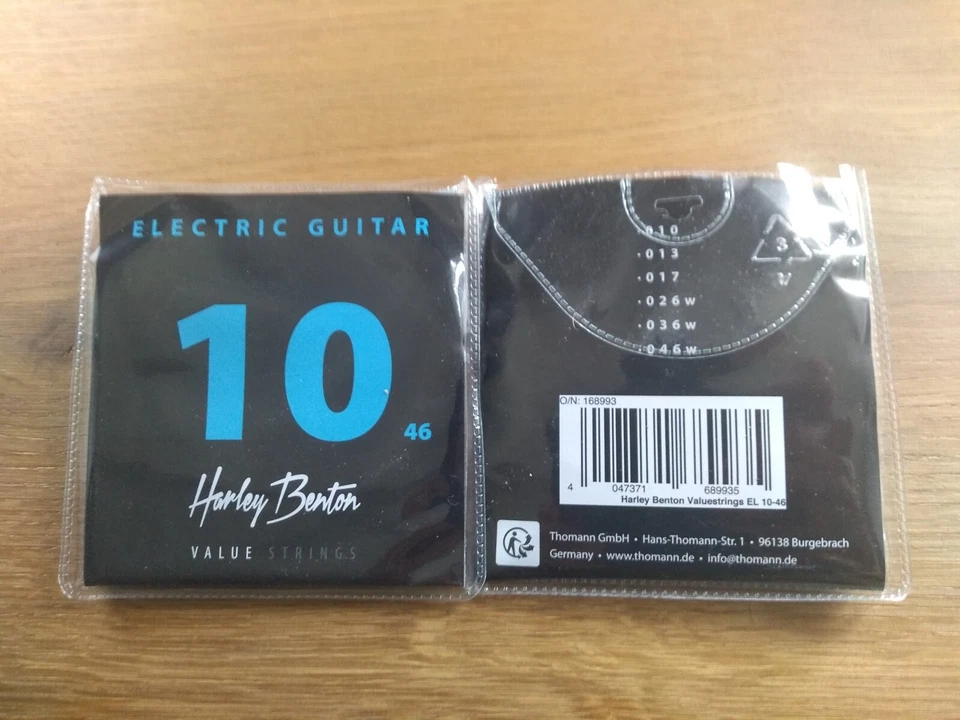 ELECTRIC GUITAR
10 46
Harley Benton
VALUE STRINGS
.010
.013
.017
.026w
.036w
.046w
3
V
O/N: 168993
4 047371 689935
Harley Benton Valuestrings EL 10-46
Thomann GmbH • Hans-Thomann-Str. 1 • 96138 Burgebrach
Germany • www.thomann.de • info@thomann.de